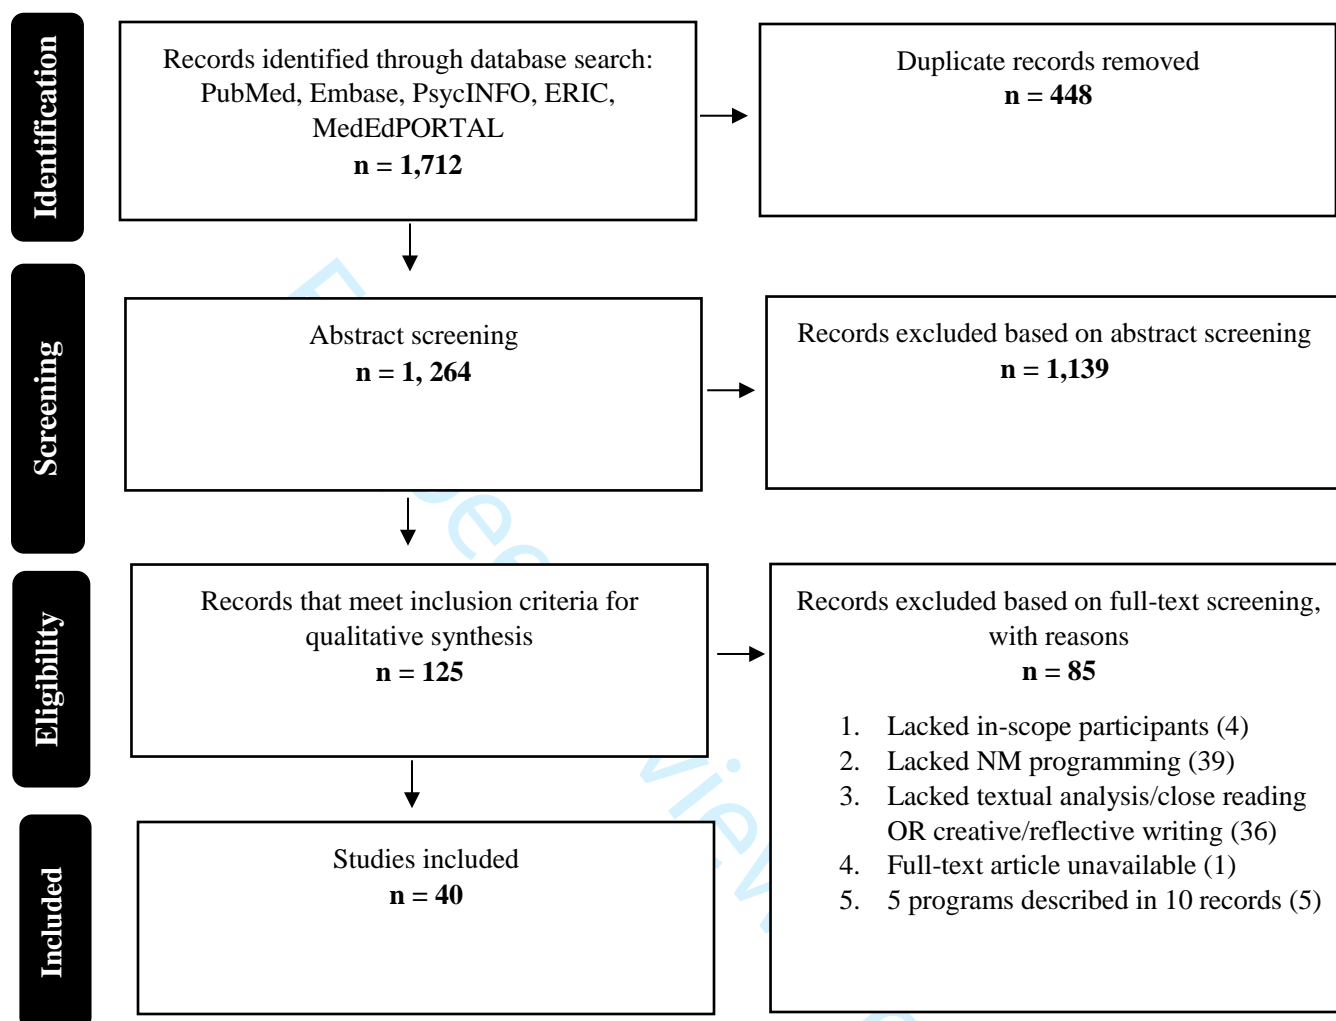 Identification
Records identified through database search:
PubMed, Embase, PsycINFO, ERIC,
MedEdPORTAL
n = 1,712
Duplicate records removed
n = 448
Screening
Abstract screening
n = 1, 264
Records excluded based on abstract screening
n = 1,139
Eligibility
Records that meet inclusion criteria for
qualitative synthesis
n = 125
Records excluded based on full-text screening,
with reasons
n = 85
1. Lacked in-scope participants (4)
2. Lacked NM programming (39)
3. Lacked textual analysis/close reading
OR creative/reflective writing (36)
4. Full-text article unavailable (1)
5. 5 programs described in 10 records (5)
Included
Studies included
n = 40